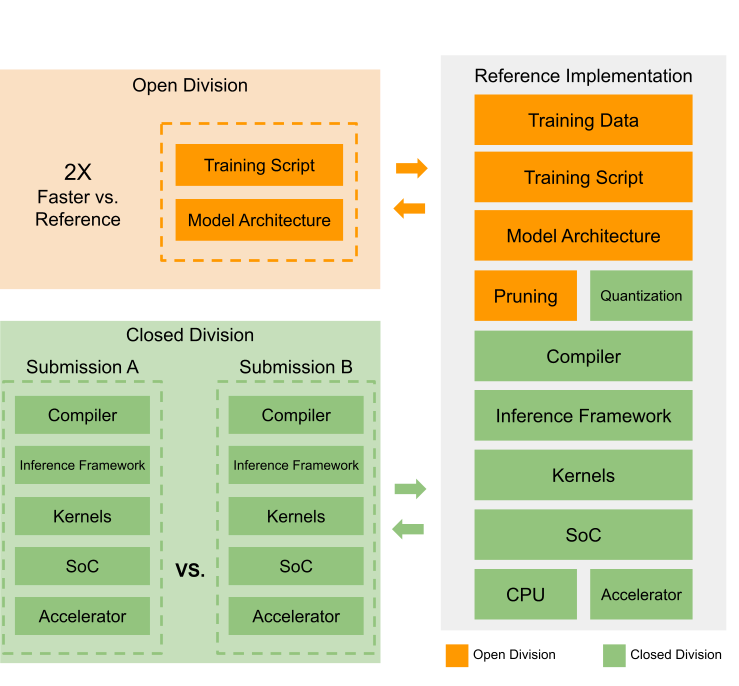 Open Division
2X
Faster vs.
Reference
Training Script
Model Architecture
Closed Division
Submission A
Compiler
Inference Framework
Kernels
SoC
Accelerator
VS.
Submission B
Compiler
Inference Framework
Kernels
SoC
Accelerator
Reference Implementation
Training Data
Training Script
Model Architecture
Pruning
Quantization
Compiler
Inference Framework
Kernels
SoC
CPU
Accelerator
Open Division
Closed Division